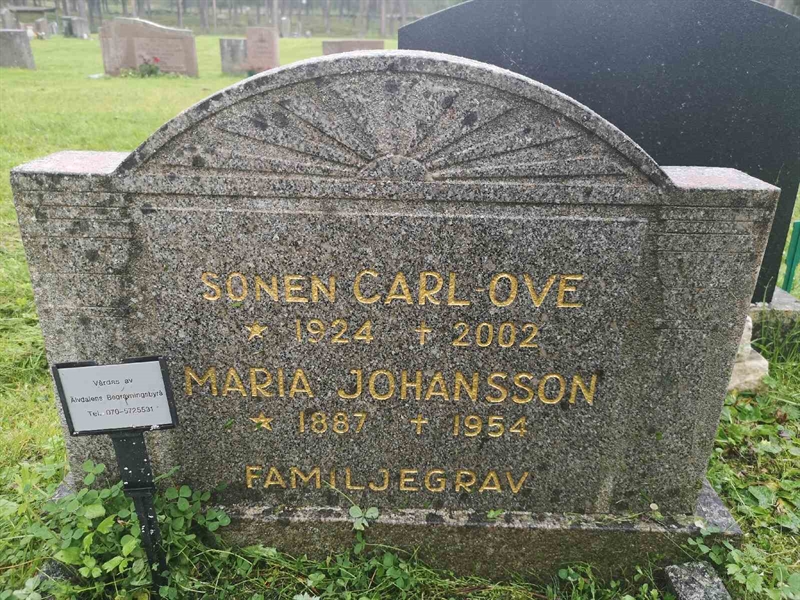 SONEN CARL-OVE
★ 1924 † 2002
MARIA JOHANSSON
★ 1887 † 1954
FAMILJEGRAV
Vårdas av
Älvdalens Begravningsbyrå
Tel. 070-5725531